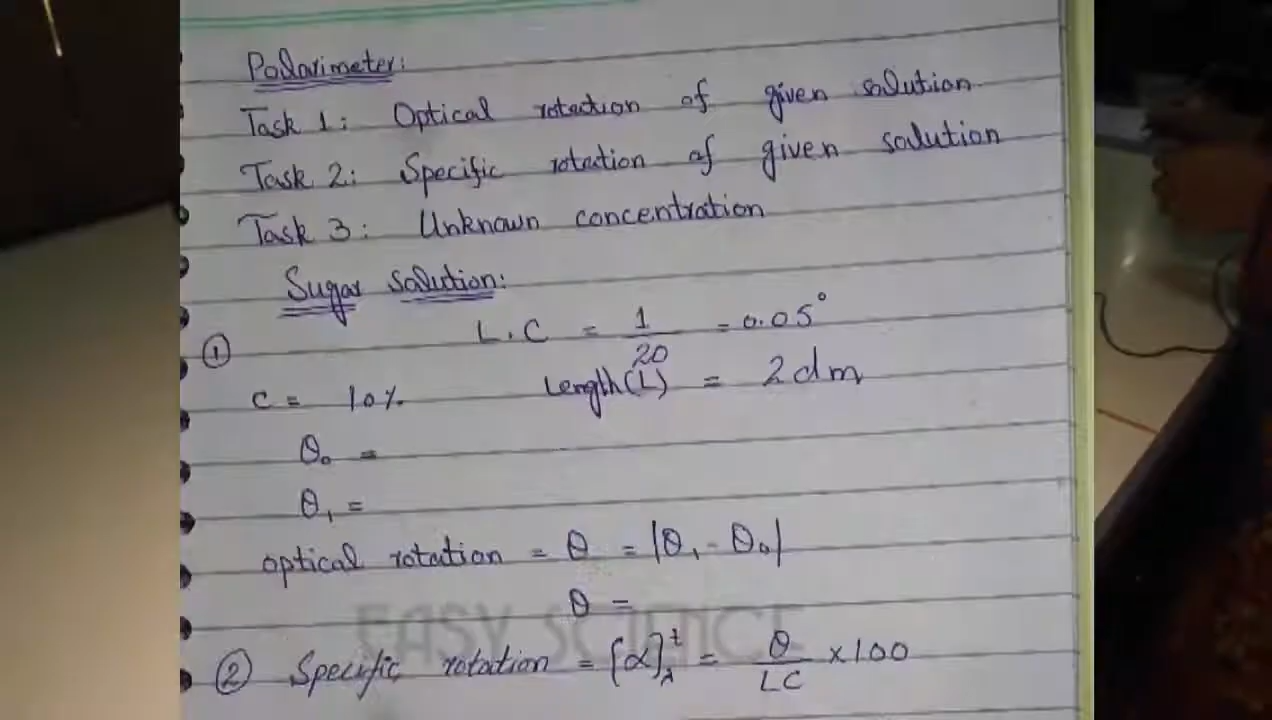 Polarimeter:
Task 1: Optical rotation of given solution
Task 2: Specific rotation of given solution
Task 3: Unknown concentration
Sugar solution:
① L.C = 1/20 = 0.05°
C = 10% Length(L) = 2dm
θ₀ =
θ₁ =
optical rotation = θ = |θ₁ - θ₀|
θ =
EASY SCIENCE
② Specific rotation = [α]ᵗλ = θ/LC ×100